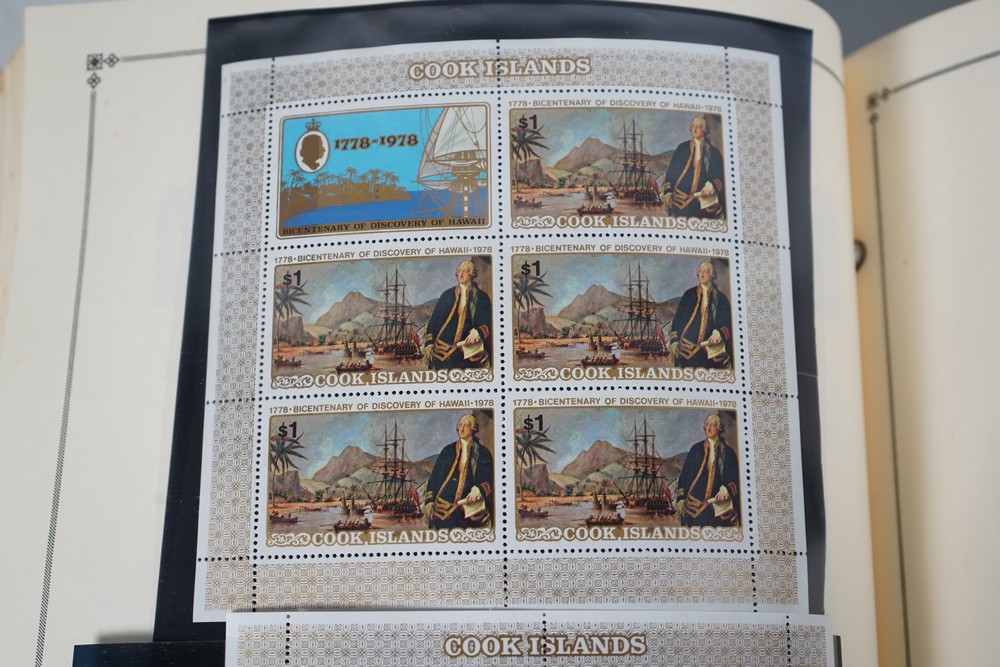 COOK ISLANDS
1778-1978
BICENTENARY OF DISCOVERY OF HAWAII
1778 • BICENTENARY OF DISCOVERY OF HAWAII • 1978
$1
COOK ISLANDS
1778 • BICENTENARY OF DISCOVERY OF HAWAII • 1978
$1
COOK ISLANDS
1778 • BICENTENARY OF DISCOVERY OF HAWAII • 1978
$1
COOK ISLANDS
1778 • BICENTENARY OF DISCOVERY OF HAWAII • 1978
$1
COOK ISLANDS
1778 • BICENTENARY OF DISCOVERY OF HAWAII • 1978
$1
COOK ISLANDS
COOK ISLANDS